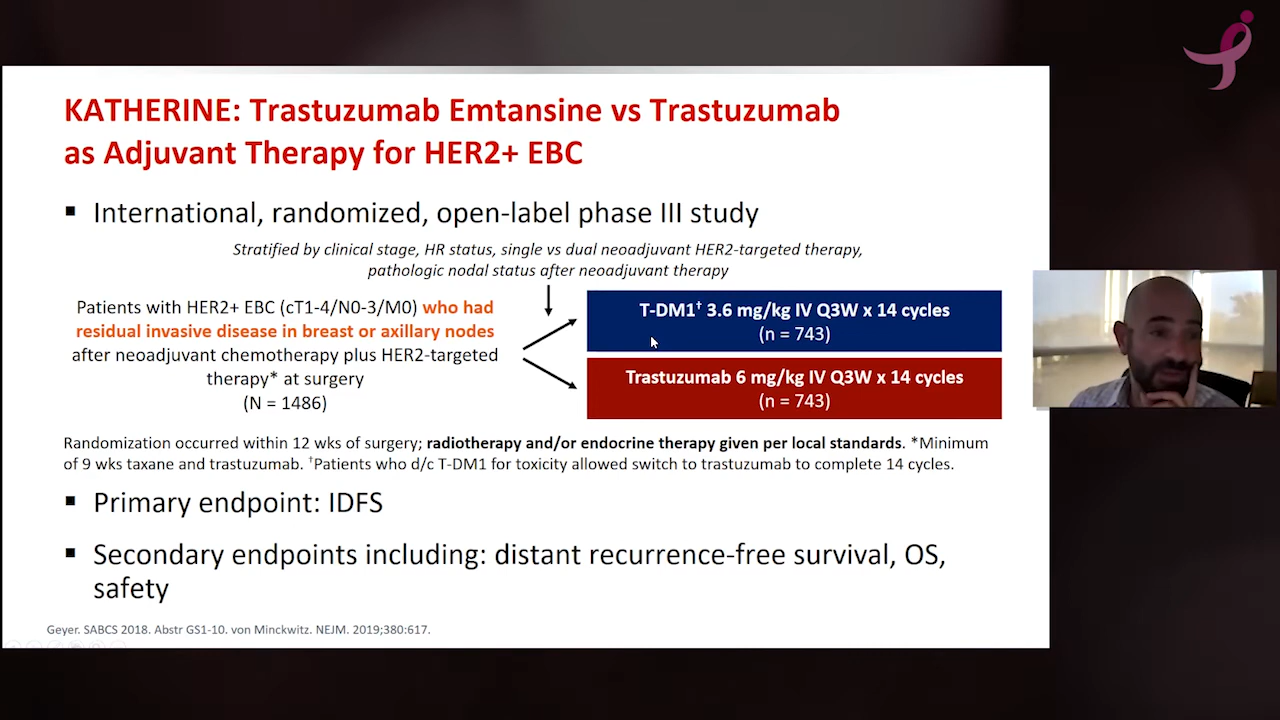 KATHERINE: Trastuzumab Emtansine vs Trastuzumab
as Adjuvant Therapy for HER2+ EBC
▪ International, randomized, open-label phase III study
Stratified by clinical stage, HR status, single vs dual neoadjuvant HER2-targeted therapy,
pathologic nodal status after neoadjuvant therapy
Patients with HER2+ EBC (cT1-4/N0-3/M0) who had
residual invasive disease in breast or axillary nodes
after neoadjuvant chemotherapy plus HER2-targeted
therapy* at surgery
(N = 1486)
T-DM1† 3.6 mg/kg IV Q3W x 14 cycles
(n = 743)
Trastuzumab 6 mg/kg IV Q3W x 14 cycles
(n = 743)
Randomization occurred within 12 wks of surgery; radiotherapy and/or endocrine therapy given per local standards. *Minimum
of 9 wks taxane and trastuzumab. †Patients who d/c T-DM1 for toxicity allowed switch to trastuzumab to complete 14 cycles.
▪ Primary endpoint: IDFS
▪ Secondary endpoints including: distant recurrence-free survival, OS,
safety
Geyer. SABCS 2018. Abstr GS1-10. von Minckwitz. NEJM. 2019;380:617.